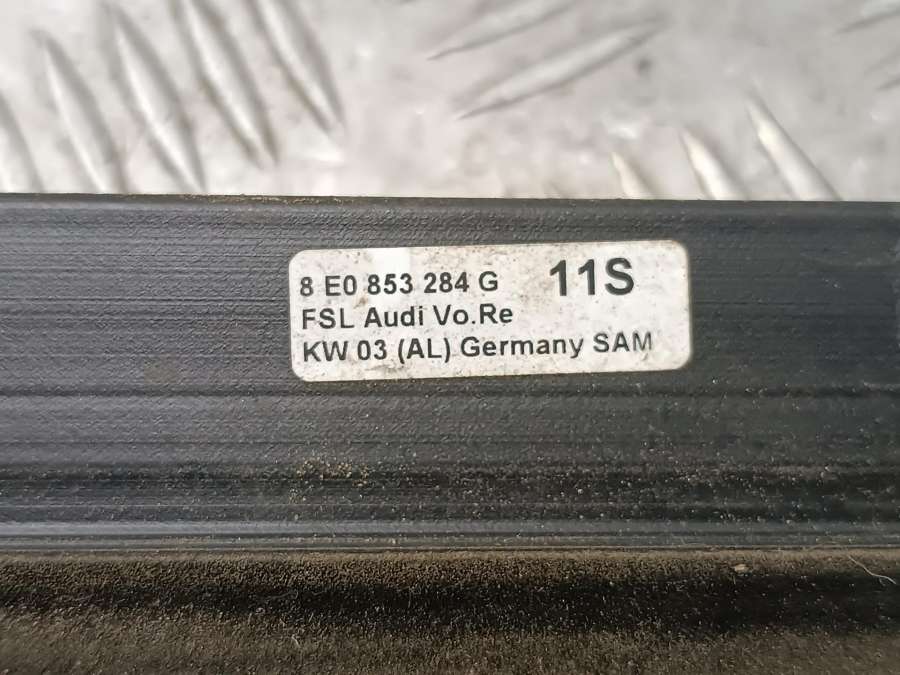 8 E0 853 284 G 11S
FSL Audi Vo.Re
KW 03 (AL) Germany SAM